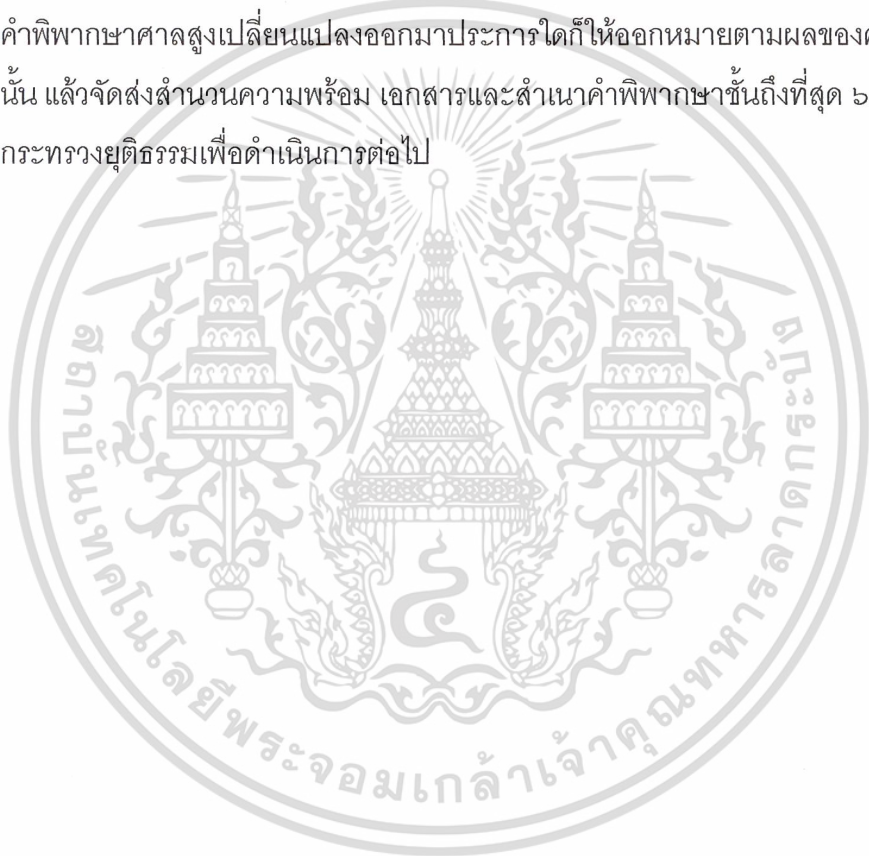 คำพิพากษาศาลสูงเปลี่ยนแปลงออกมาประการใดก็ให้ออกหมายตามผลของ
นั้น แล้วจัดส่งสำนวนความพร้อม เอกสารและสำเนาคำพิพากษาชั้นถึงที่สุด ๖
กระทรวงยุติธรรมเพื่อดำเนินการต่อไป
สถาบันเทคโนโลยีพระจอมเกล้าเจ้าคุณทหารลาดกระบัง
๔